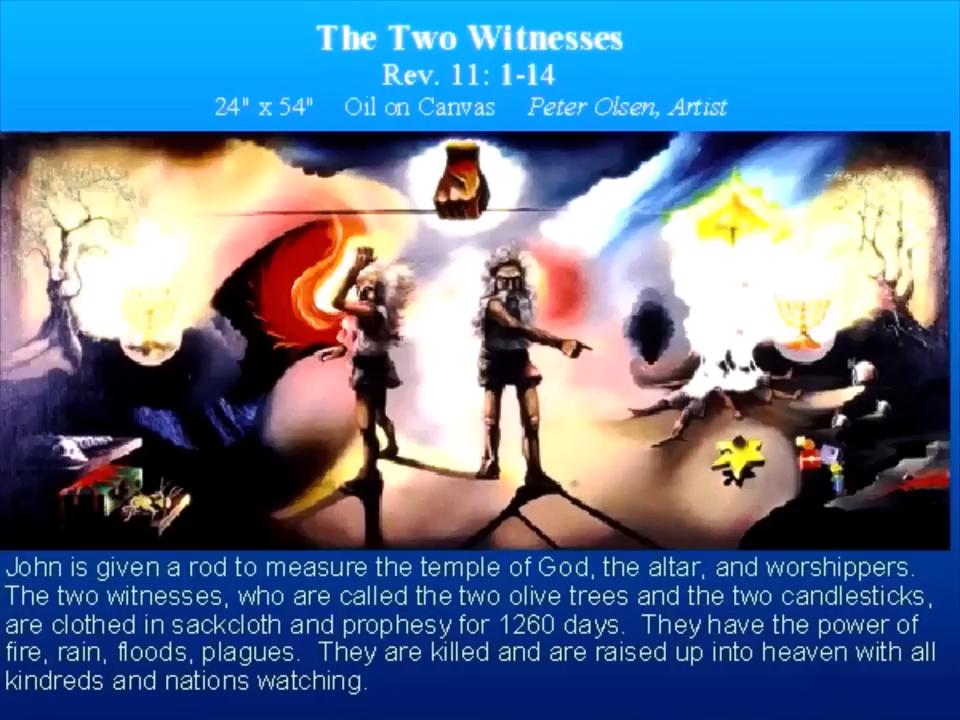 The Two Witnesses
Rev. 11: 1-14
24" x 54" Oil on Canvas Peter Olsen, Artist
John is given a rod to measure the temple of God, the altar, and worshippers.
The two witnesses, who are called the two olive trees and the two candlesticks,
are clothed in sackcloth and prophesy for 1260 days. They have the power of
fire, rain, floods, plagues. They are killed and are raised up into heaven with all
kindreds and nations watching.